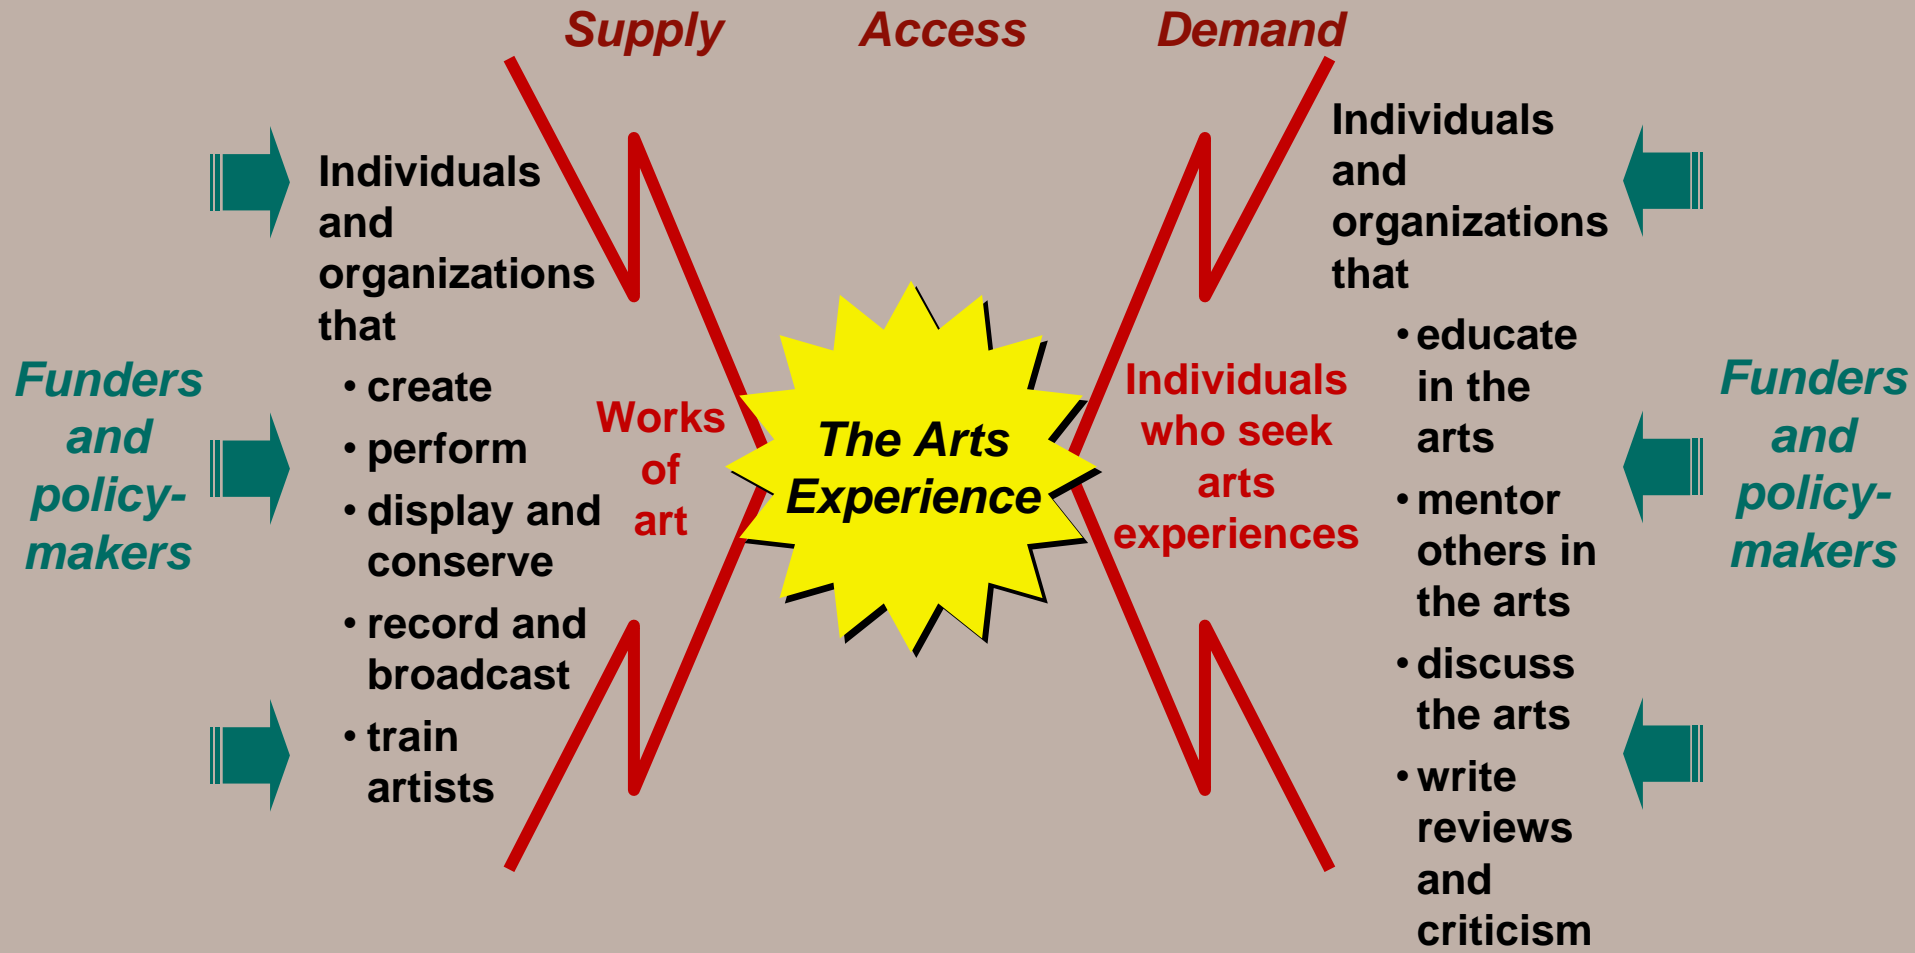 Supply
Access
Demand
Funders
and
policy-
makers
Individuals
and
organizations
that
• create
• perform
• display and
conserve
• record and
broadcast
• train
artists
Works
of
art
The Arts
Experience
Individuals
who seek
arts
experiences
Individuals
and
organizations
that
• educate
in the
arts
• mentor
others in
the arts
• discuss
the arts
• write
reviews
and
criticism
Funders
and
policy-
makers